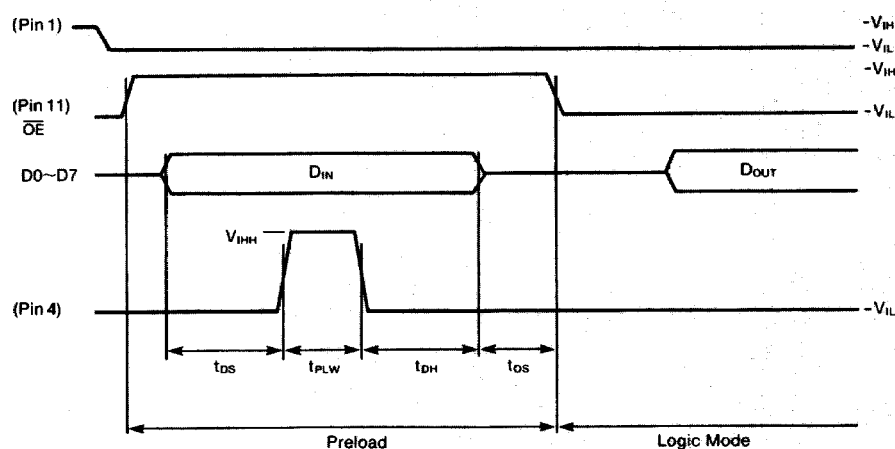 (Pin 1)
-VIH
-VIL
-VIH
(Pin 11)
OE
-VIL
D0~D7
DIN
DOUT
VIHH
(Pin 4)
-VIL
tDS
tPLW
tDH
tOS
Preload
Logic Mode